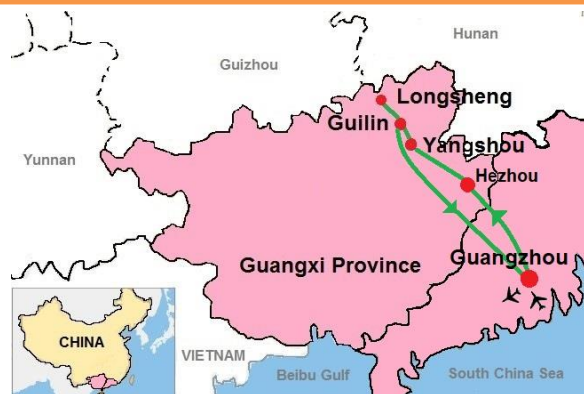 Hunan
Guizhou
Longsheng
Guilin
Yangshou
Yunnan
Hezhou
Guangzhou
Guangxi Province
CHINA
VIETNAM
Beibu Gulf
South China Sea